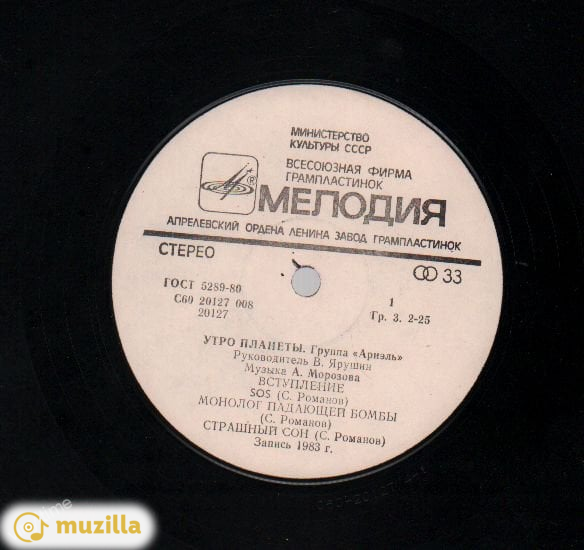 МИНИСТЕРСТВО
КУЛЬТУРЫ СССР
ВСЕСОЮЗНАЯ ФИРМА
ГРАМПЛАСТИНОК
® МЕЛОДИЯ
АПРЕЛЕВСКИЙ ОРДЕНА ЛЕНИНА ЗАВОД ГРАМПЛАСТИНОК
СТЕРЕО 33
ГОСТ 5289-80
С60 20127 008 1
20127 Гр. 3. 2-25
УТРО ПЛАНЕТЫ. Группа «Ариэль»
Руководитель В. Ярушин
Музыка А. Морозова
ВСТУПЛЕНИЕ
SOS (С. Романов)
МОНОЛОГ ПАДАЮЩЕЙ БОМБЫ
(С. Романов)
СТРАШНЫЙ СОН (С. Романов)
Запись 1983 г.
muzilla